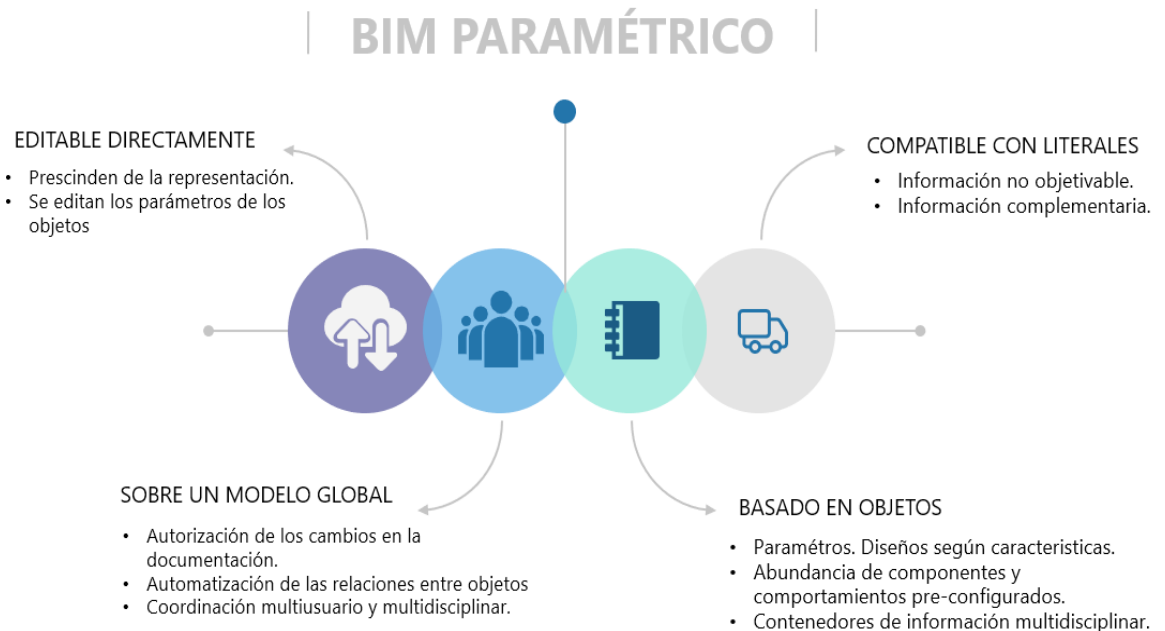 BIM PARAMÉTRICO
EDITABLE DIRECTAMENTE
• Prescinden de la representación.
• Se editan los parámetros de los
objetos
COMPATIBLE CON LITERALES
• Información no objetivable.
• Información complementaria.
SOBRE UN MODELO GLOBAL
• Autorización de los cambios en la
documentación.
• Automatización de las relaciones entre objetos
• Coordinación multiusuario y multidisciplinar.
BASADO EN OBJETOS
• Paramétros. Diseños según caracteristicas.
• Abundancia de componentes y
comportamientos pre-configurados.
• Contenedores de información multidisciplinar.